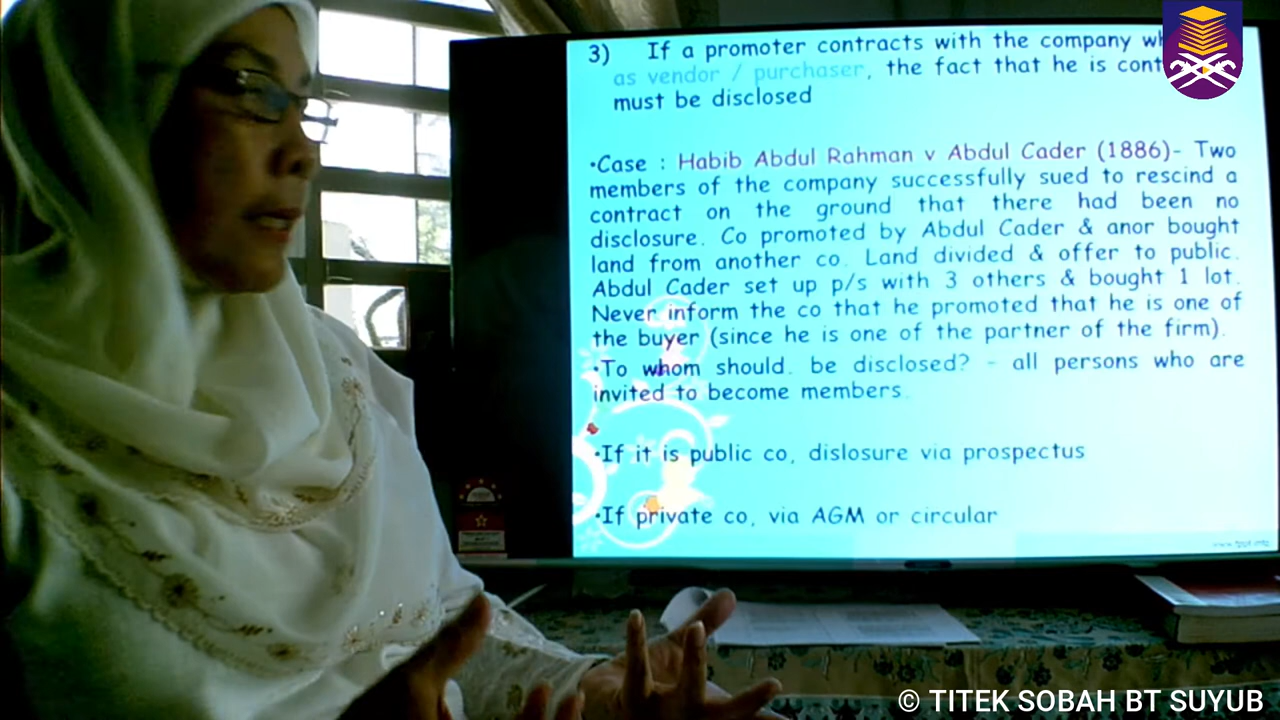 3) If a promoter contracts with the company
as vendor / purchaser, the fact that he is
must be disclosed
•Case : Habib Abdul Rahman v Abdul Cader (1886)- Two
members of the company successfully sued to rescind a
contract on the ground that there had been no
disclosure. Co promoted by Abdul Cader & anor bought
land from another co. Land divided & offer to public.
Abdul Cader set up p/s with 3 others & bought 1 lot.
Never inform the co that he promoted that he is one of
the buyer (since he is one of the partner of the firm).
•To whom should. be disclosed? - all persons who are
invited to become members.
•If it is public co, dislosure via prospectus
•If private co, via AGM or circular
© TITEK SOBAH BT SUYUB